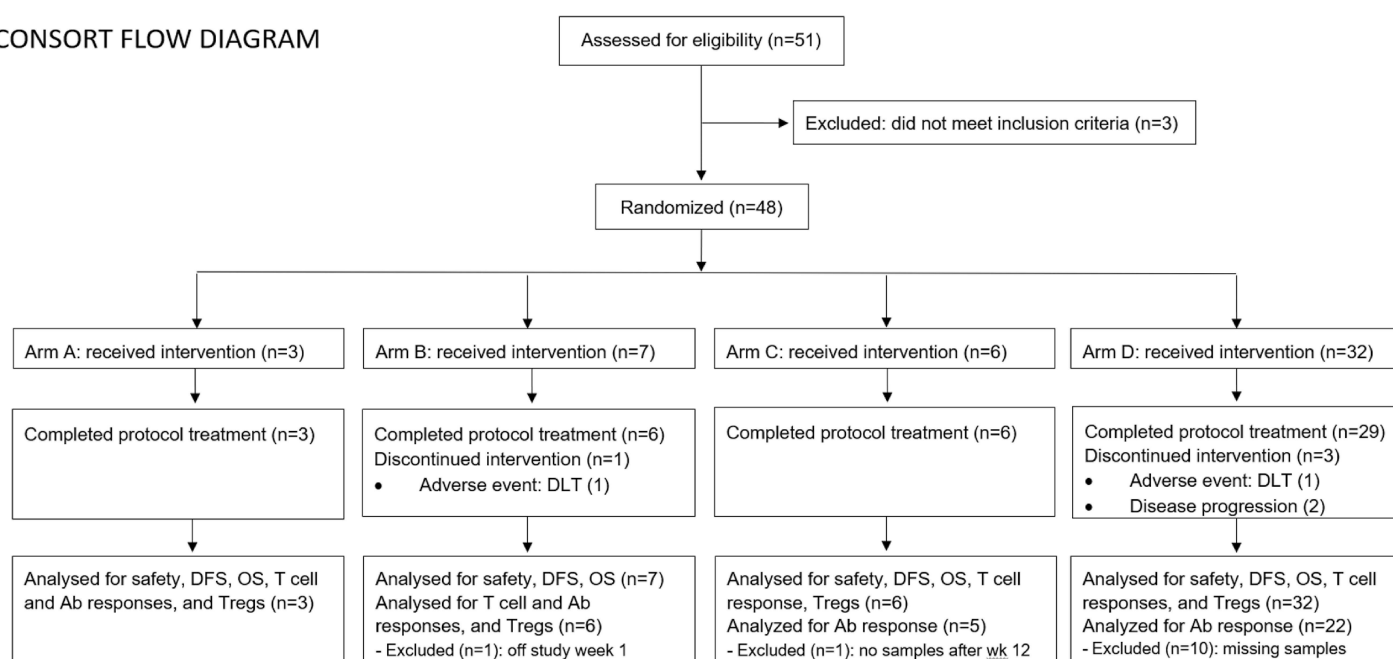 CONSORT FLOW DIAGRAM
Assessed for eligibility (n=51)
Excluded: did not meet inclusion criteria (n=3)
Randomized (n=48)
Arm A: received intervention (n=3)
Arm B: received intervention (n=7)
Arm C: received intervention (n=6)
Arm D: received intervention (n=32)
Completed protocol treatment (n=3)
Completed protocol treatment (n=6)
Discontinued intervention (n=1)
• Adverse event: DLT (1)
Completed protocol treatment (n=6)
Completed protocol treatment (n=29)
Discontinued intervention (n=3)
• Adverse event: DLT (1)
• Disease progression (2)
Analysed for safety, DFS, OS, T cell
and Ab responses, and Tregs (n=3)
Analysed for safety, DFS, OS (n=7)
Analysed for T cell and Ab
responses, and Tregs (n=6)
- Excluded (n=1): off study week 1
Analysed for safety, DFS, OS, T cell
response, Tregs (n=6)
Analyzed for Ab response (n=5)
- Excluded (n=1): no samples after wk 12
Analysed for safety, DFS, OS, T cell
responses, and Tregs (n=32)
Analyzed for Ab response (n=22)
- Excluded (n=10): missing samples